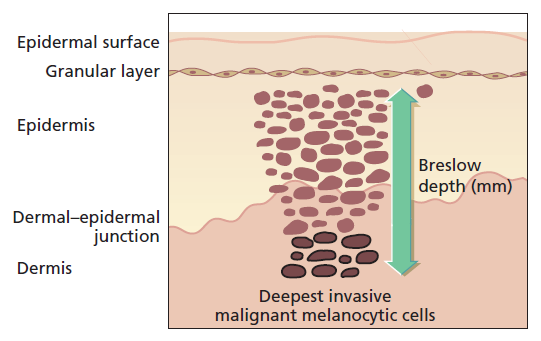 Epidermal surface
Granular layer
Epidermis
Breslow
depth (mm)
Dermal–epidermal
junction
Dermis
Deepest invasive
malignant melanocytic cells